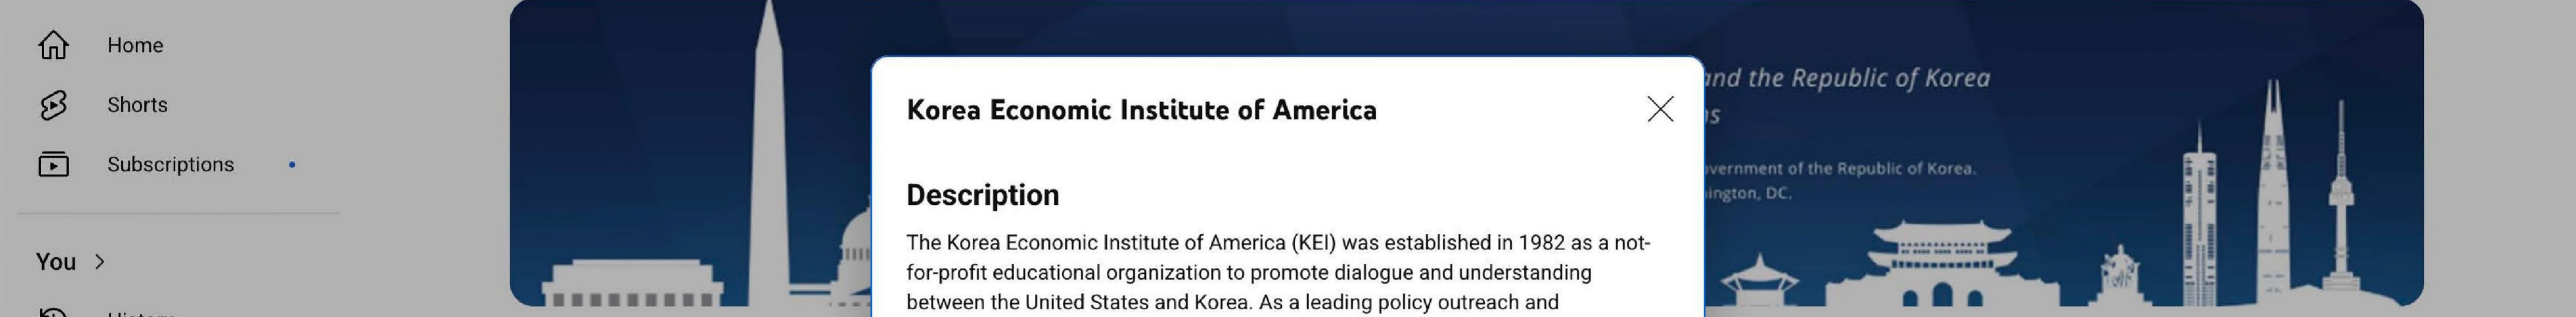 Home
Shorts
Subscriptions
You
and the Republic of Korea
Korea Economic Institute of America
vernment of the Republic of Korea.
ington, DC.
Description
The Korea Economic Institute of America (KEI) was established in 1982 as a not-
for-profit educational organization to promote dialogue and understanding
between the United States and Korea. As a leading policy outreach and